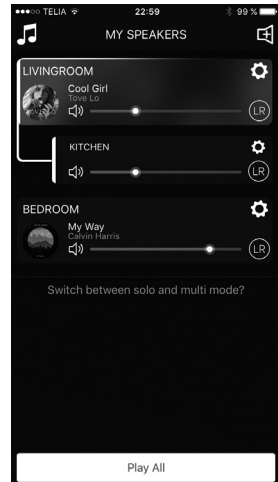 TELIA 22:59 99 %
MY SPEAKERS
LIVINGROOM
Cool Girl
Tove Lo
LR
KITCHEN
LR
BEDROOM
My Way
Calvin Harris
LR
Switch between solo and multi mode?
Play All